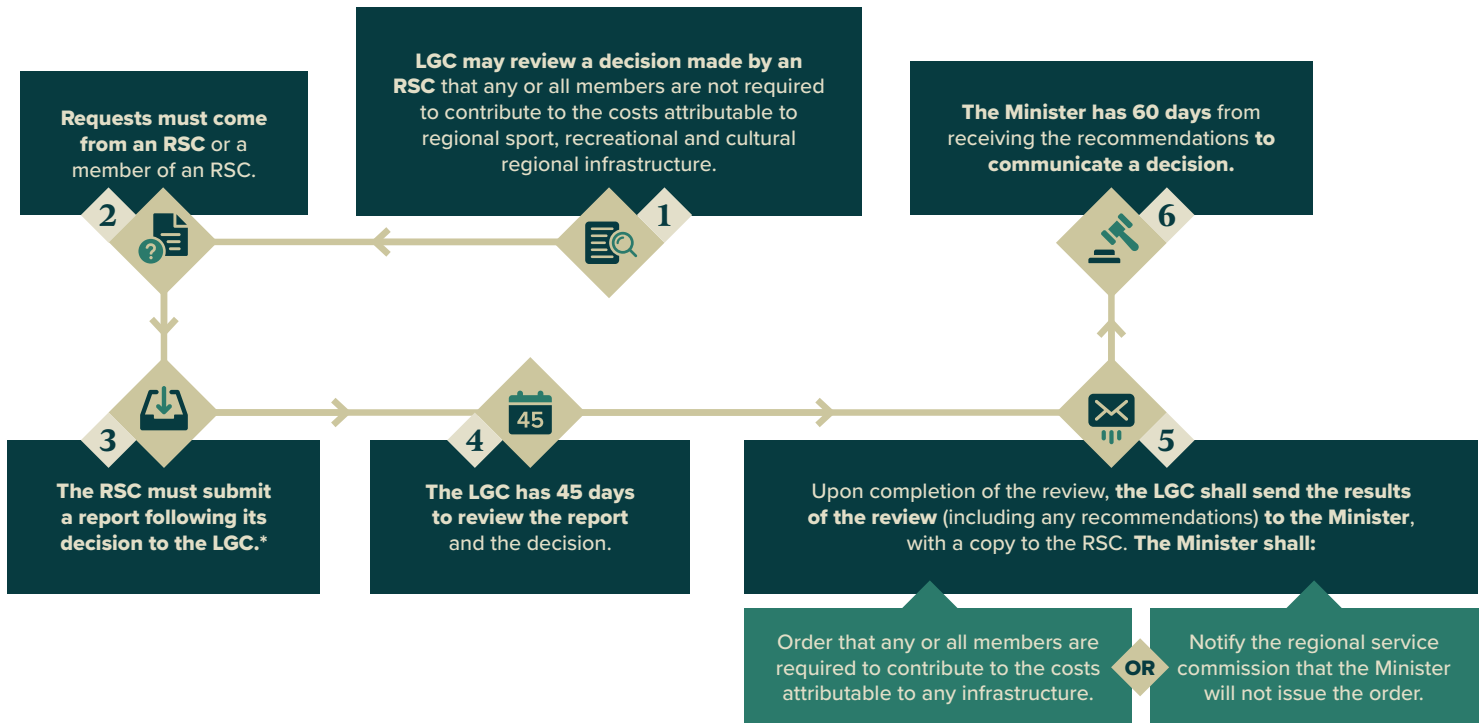 1
LGC may review a decision made by an
RSC that any or all members are not required
to contribute to the costs attributable to
regional sport, recreational and cultural
regional infrastructure.
2
Requests must come
from an RSC or a
member of an RSC.
?
3
The RSC must submit
a report following its
decision to the LGC.*
4
45
The LGC has 45 days
to review the report
and the decision.
5
Upon completion of the review, the LGC shall send the results
of the review (including any recommendations) to the Minister,
with a copy to the RSC. The Minister shall:
Order that any or all members are
required to contribute to the costs
attributable to any infrastructure.
OR
Notify the regional service
commission that the Minister
will not issue the order.
6
The Minister has 60 days from
receiving the recommendations to
communicate a decision.